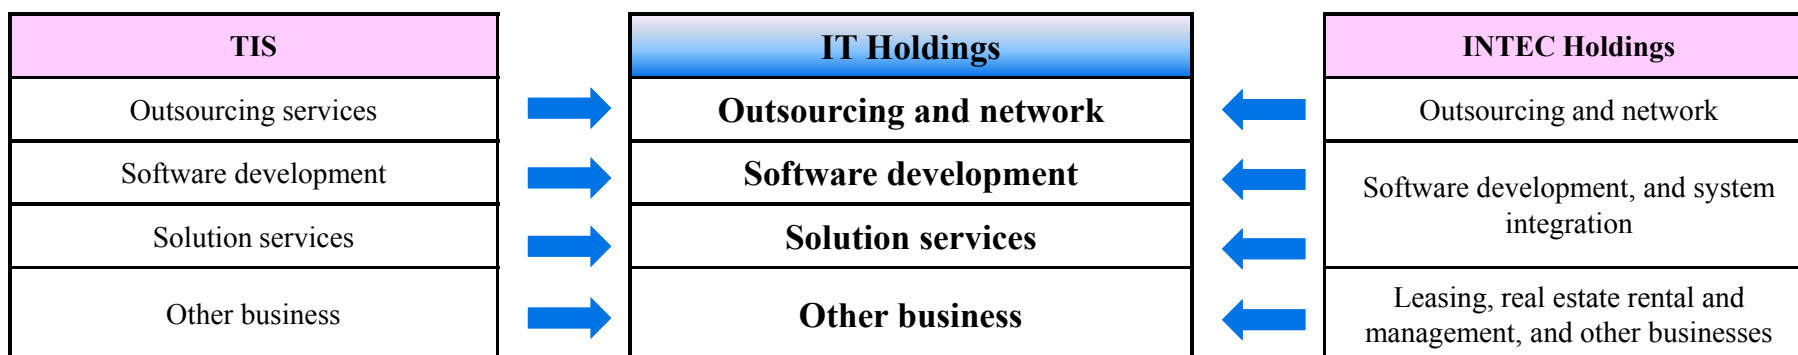 TIS
IT Holdings
INTEC Holdings
Outsourcing services
Outsourcing and network
Outsourcing and network
Software development
Software development
Software development, and system
integration
Solution services
Solution services
Other business
Other business
Leasing, real estate rental and
management, and other businesses